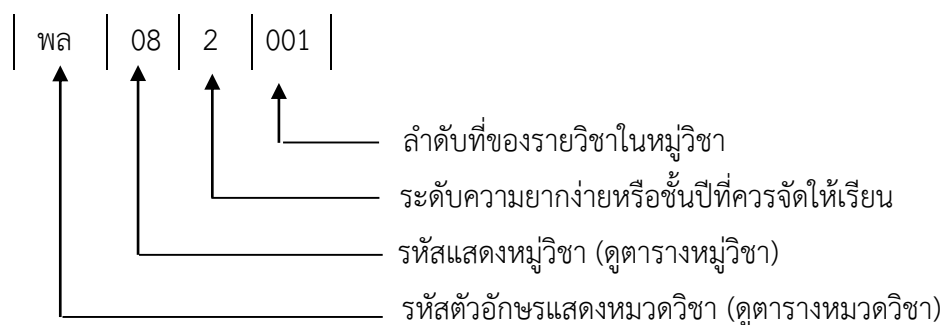 พล 08 2 001
ลำดับที่ของรายวิชาในหมู่วิชา
ระดับความยากง่ายหรือชั้นปีที่ควรจัดให้เรียน
รหัสแสดงหมู่วิชา (ดูตารางหมู่วิชา)
รหัสตัวอักษรแสดงหมวดวิชา (ดูตารางหมวดวิชา)